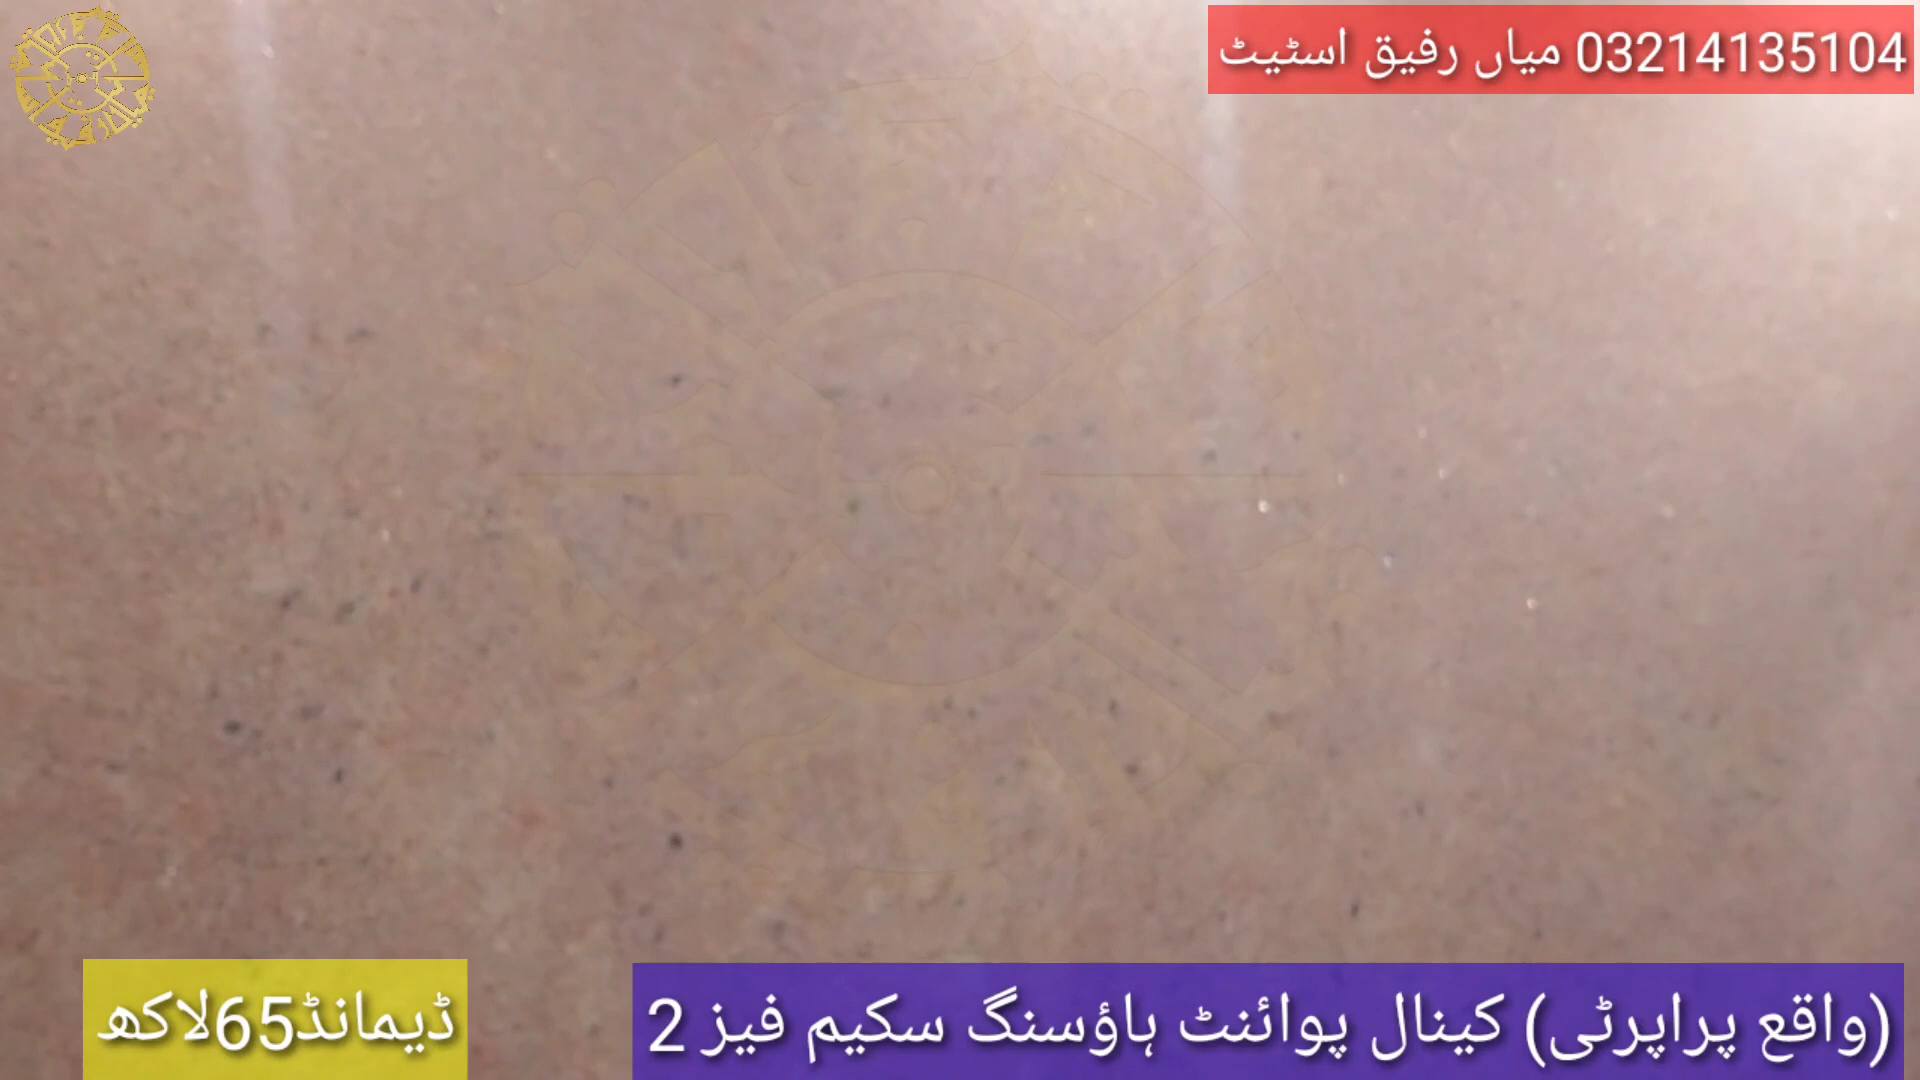 03214135104 میاں رفیق اسٹیٹ
(واقع پراپرٹی) کینال پوائنٹ ہاؤسنگ سکیم فیز 2
ڈیمانڈ65لاکھ